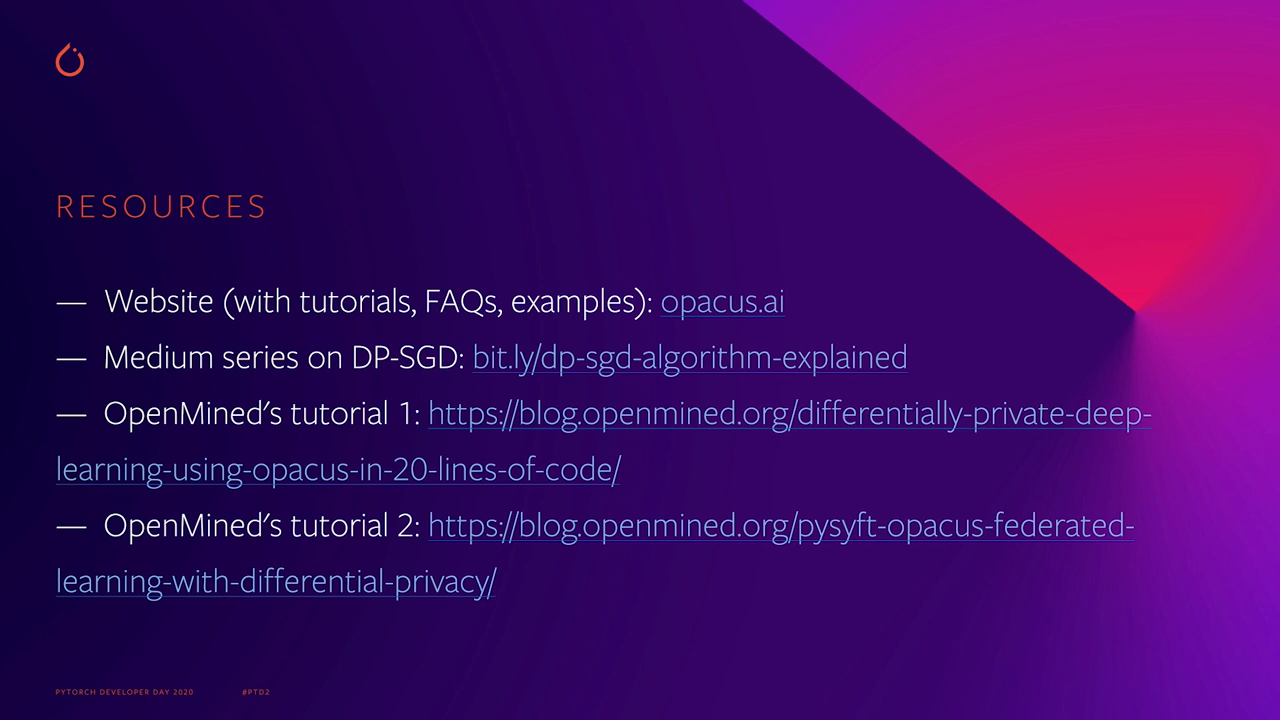 RESOURCES
— Website (with tutorials, FAQs, examples): opacus.ai
— Medium series on DP-SGD: bit.ly/dp-sgd-algorithm-explained
— OpenMined's tutorial 1: https://blog.openmined.org/differentially-private-deep-
learning-using-opacus-in-20-lines-of-code/
— OpenMined's tutorial 2: https://blog.openmined.org/pysyft-opacus-federated-
learning-with-differential-privacy/
PYTORCH DEVELOPER DAY 2020 #PTD2